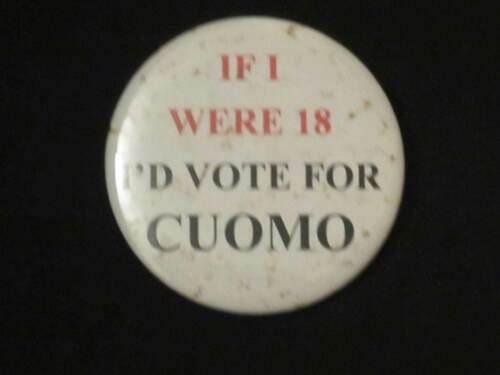 IF I
WERE 18
I'D VOTE FOR
CUOMO